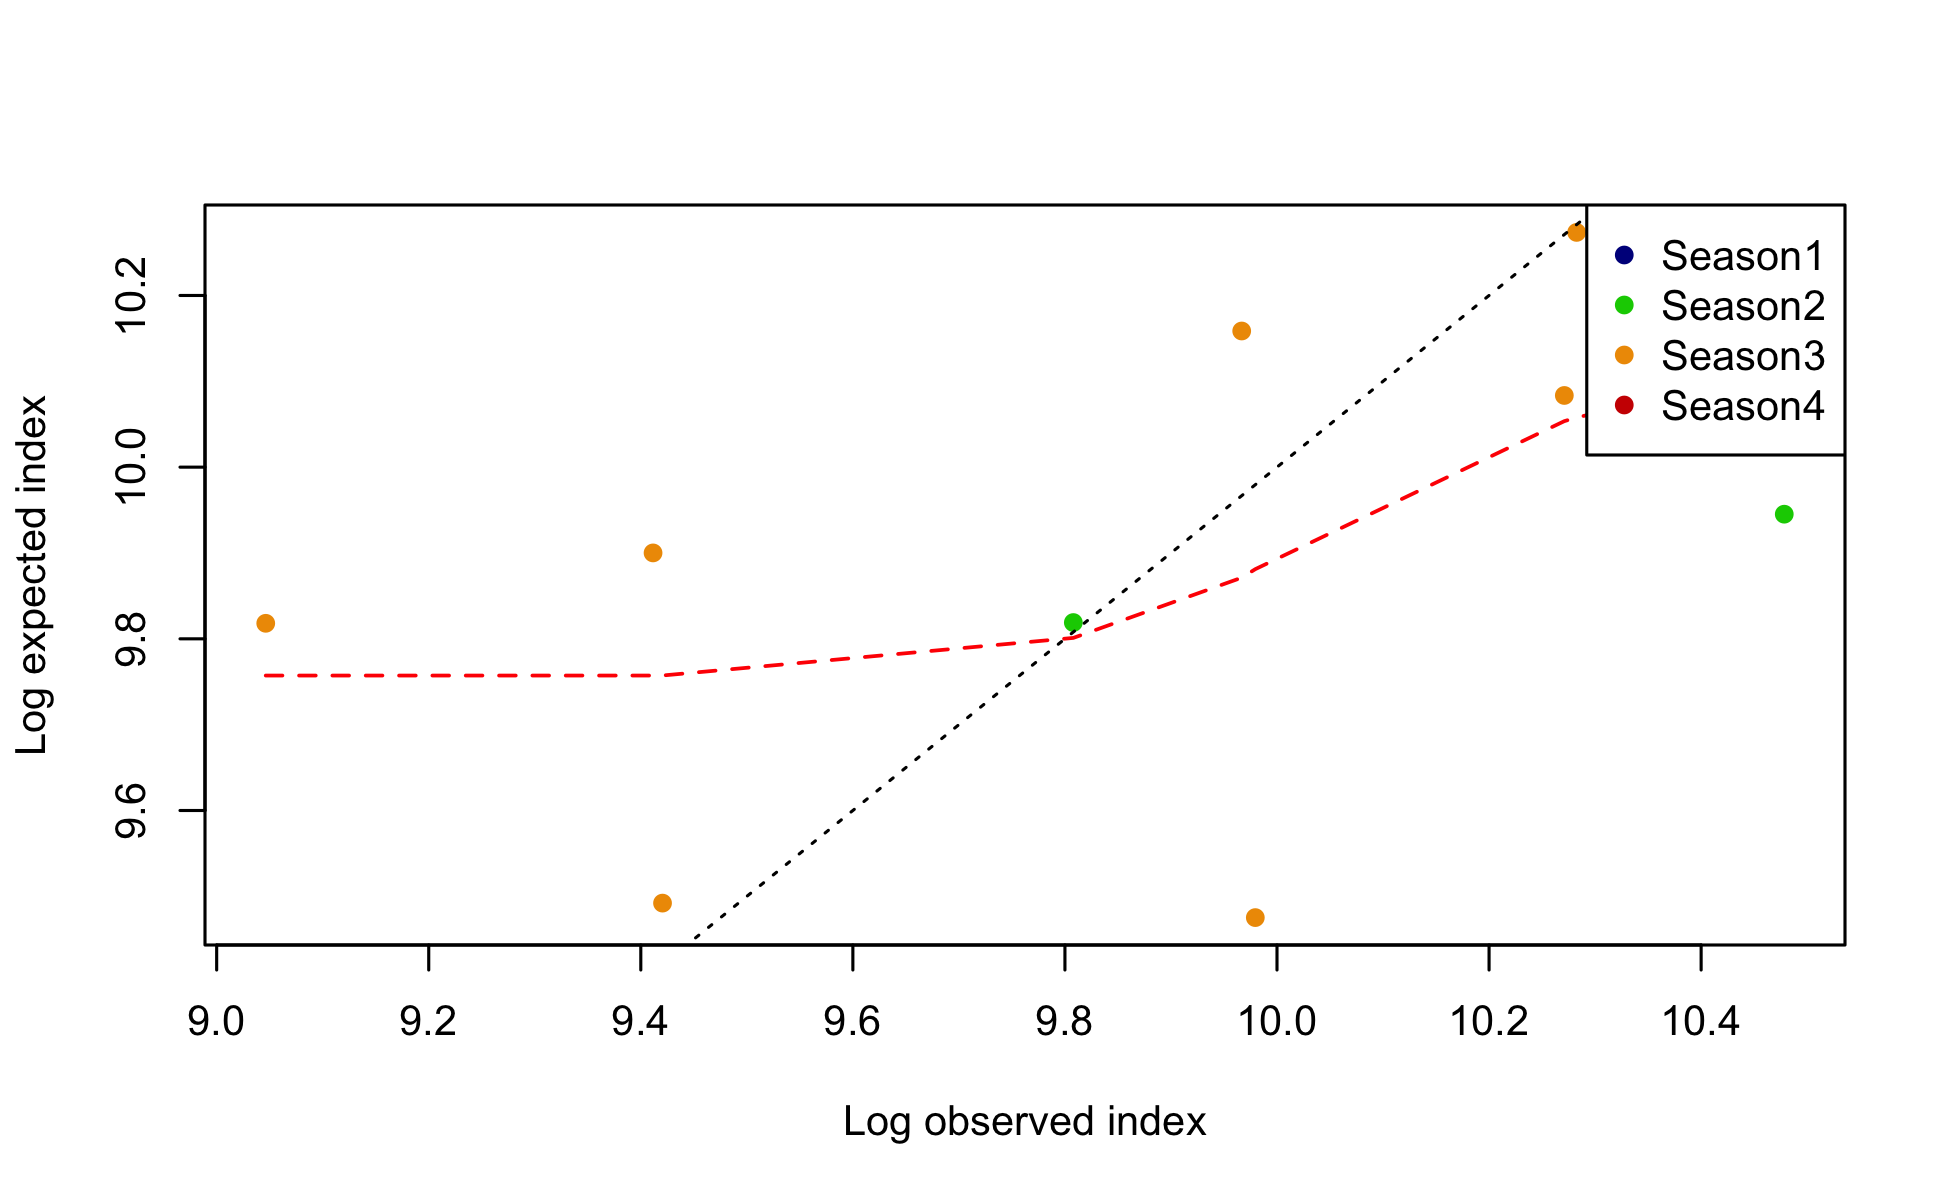 Log expected index
10.2
10.0
9.8
9.6
Season1
Season2
Season3
Season4
9.0 9.2 9.4 9.6 9.8 10.0 10.2 10.4
Log observed index